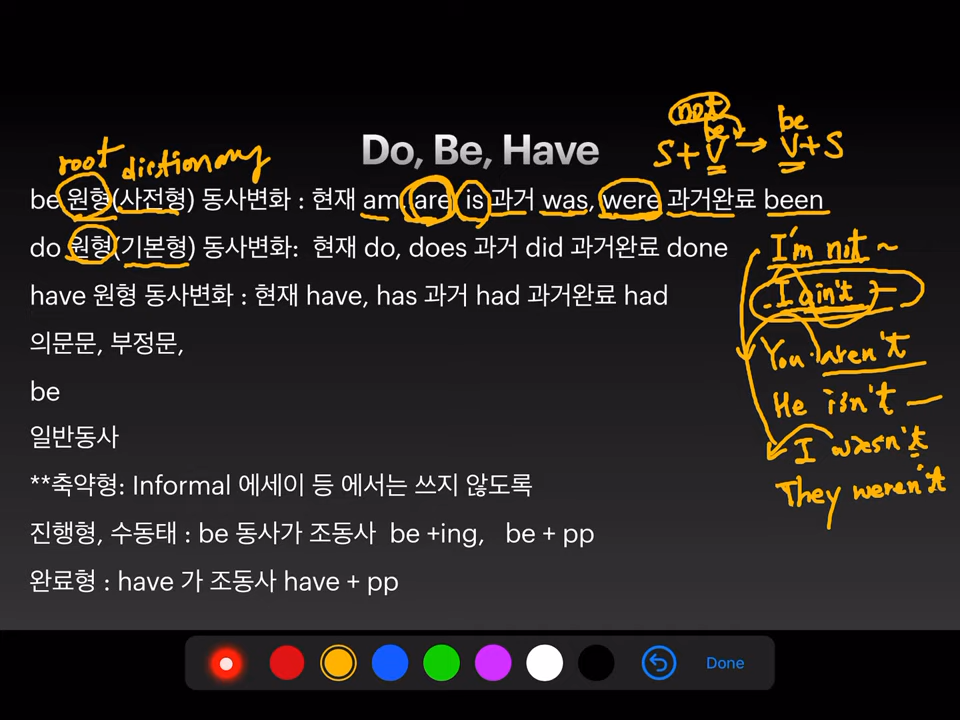 not
be be
S+V → V+S
root dictionary
Do, Be, Have
be 원형(사전형) 동사변화 : 현재 am, are, is 과거 was, were 과거완료 been
do 원형(기본형) 동사변화: 현재 do, does 과거 did 과거완료 done
I'm not ~
have 원형 동사변화 : 현재 have, has 과거 had 과거완료 had
I ain't
의문문, 부정문,
You aren't
be
He isn't
일반동사
I wasn't
**축약형: Informal 에세이 등 에서는 쓰지 않도록
They weren't
진행형, 수동태 : be 동사가 조동사 be +ing, be + pp
완료형 : have 가 조동사 have + pp
Done